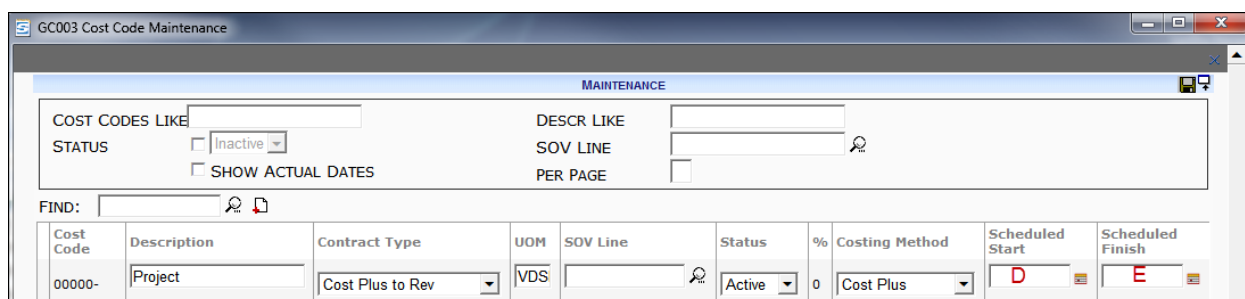 GC003 Cost Code Maintenance
MAINTENANCE
COST CODES LIKE DESCR LIKE
STATUS Inactive SOV LINE
SHOW ACTUAL DATES PER PAGE
FIND:
Cost Code Description Contract Type UOM SOV Line Status % Costing Method Scheduled Start Scheduled Finish
00000- Project Cost Plus to Rev VDS Active 0 Cost Plus D E